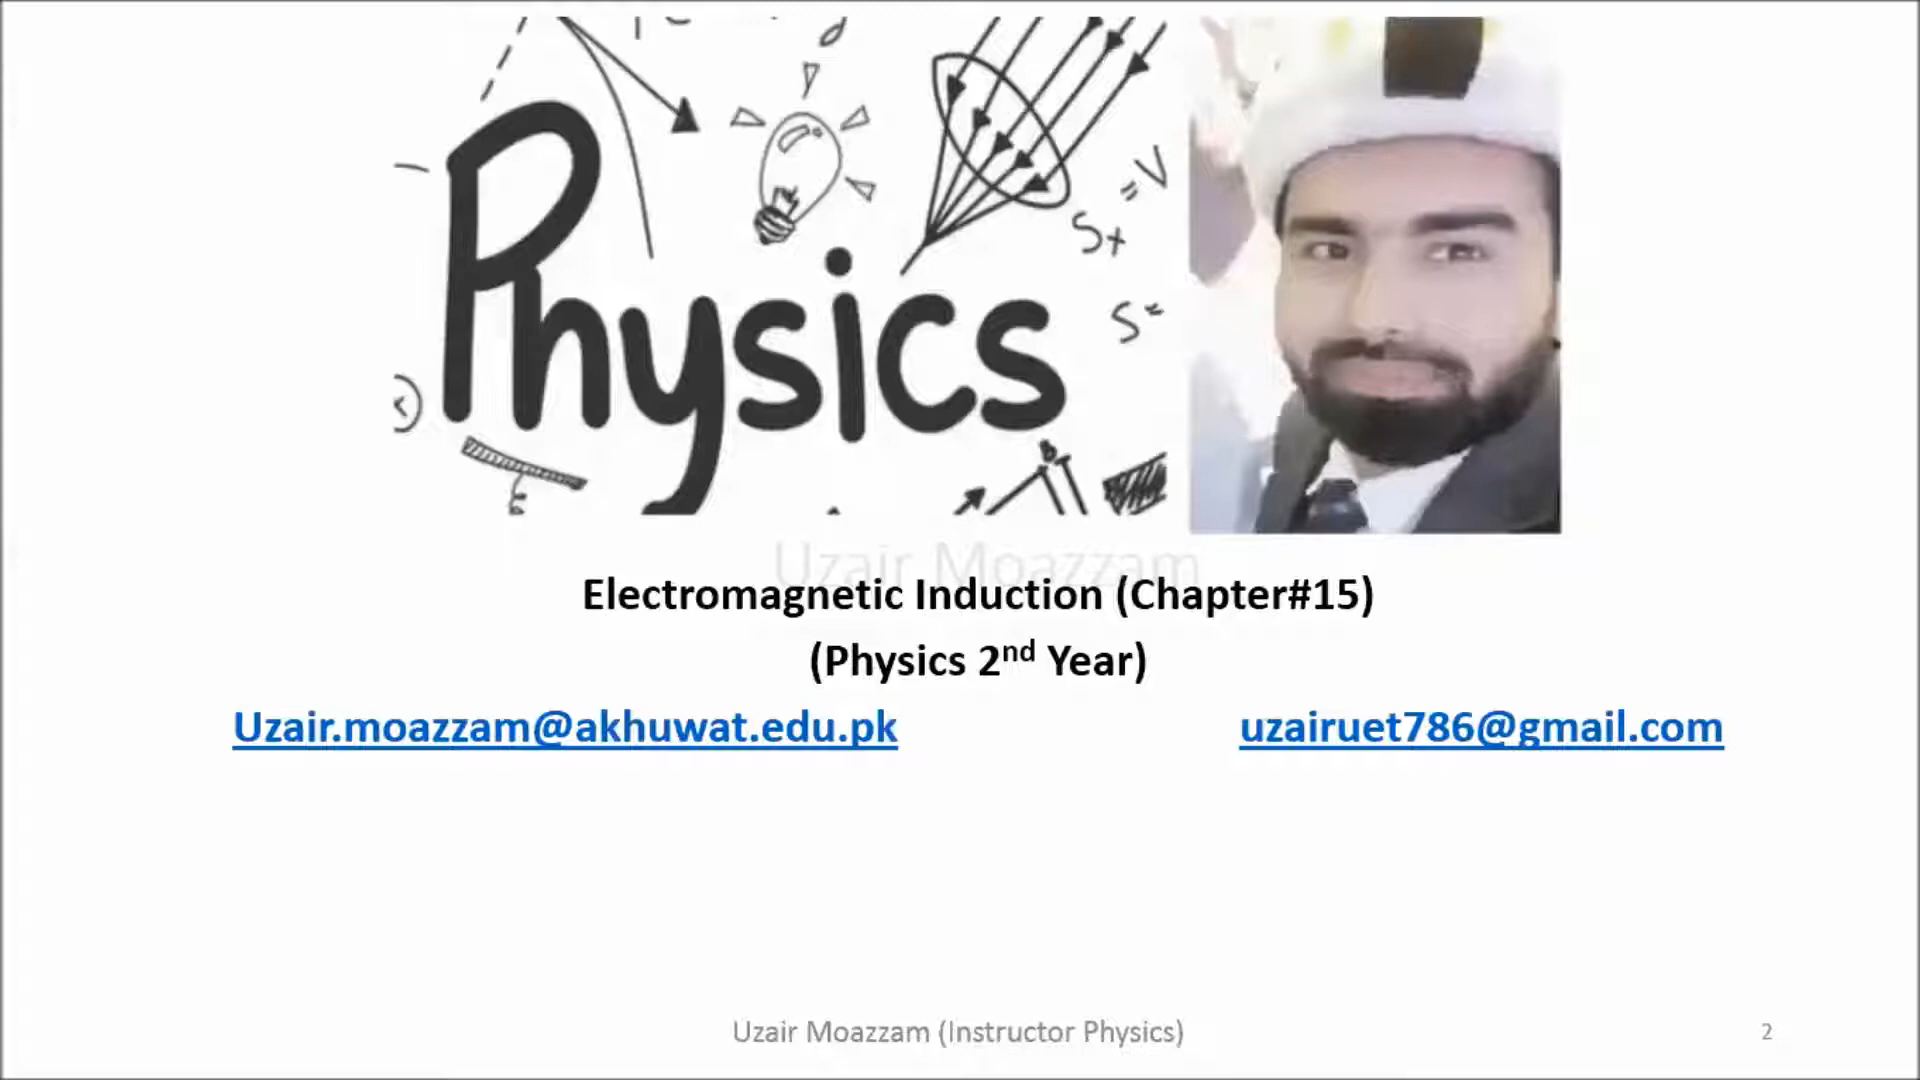 Physics
= V
S+
S=
Uzair Moazzam
Electromagnetic Induction (Chapter#15)
(Physics 2nd Year)
Uzair.moazzam@akhuwat.edu.pk uzairuet786@gmail.com
Uzair Moazzam (Instructor Physics) 2